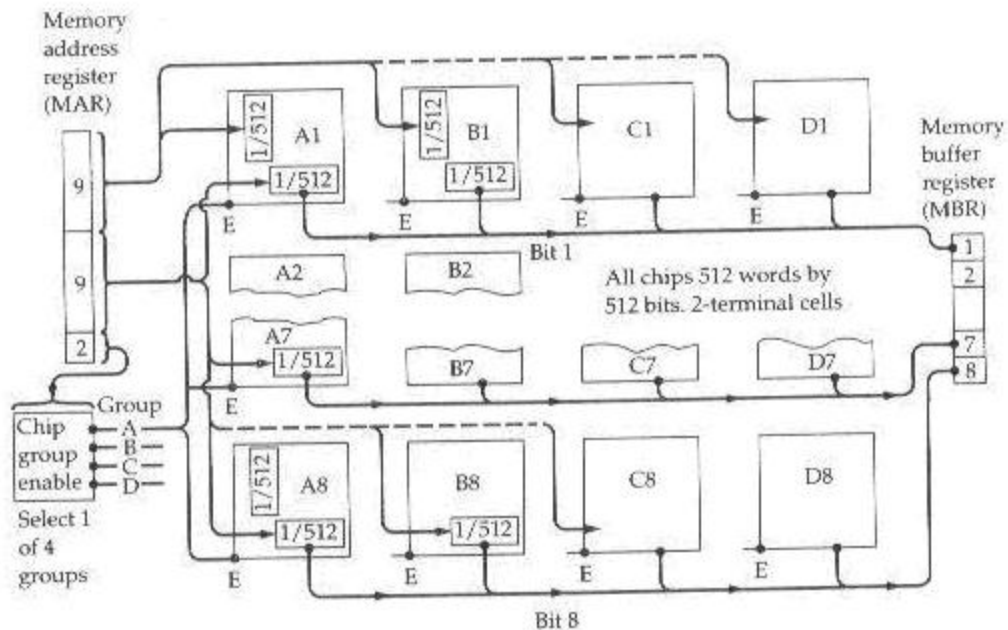 Memory
address
register
(MAR)
9
9
2
Chip
group
enable
Group
A
B
C
D
Select 1
of 4
groups
1/512
A1
1/512
E
1/512
B1
1/512
E
C1
E
D1
E
Bit 1
Memory
buffer
register
(MBR)
1
2
7
8
A2
B2
All chips 512 words by
512 bits. 2-terminal cells
A7
1/512
E
B7
C7
D7
1/512
A8
1/512
E
B8
1/512
E
C8
E
D8
E
Bit 8